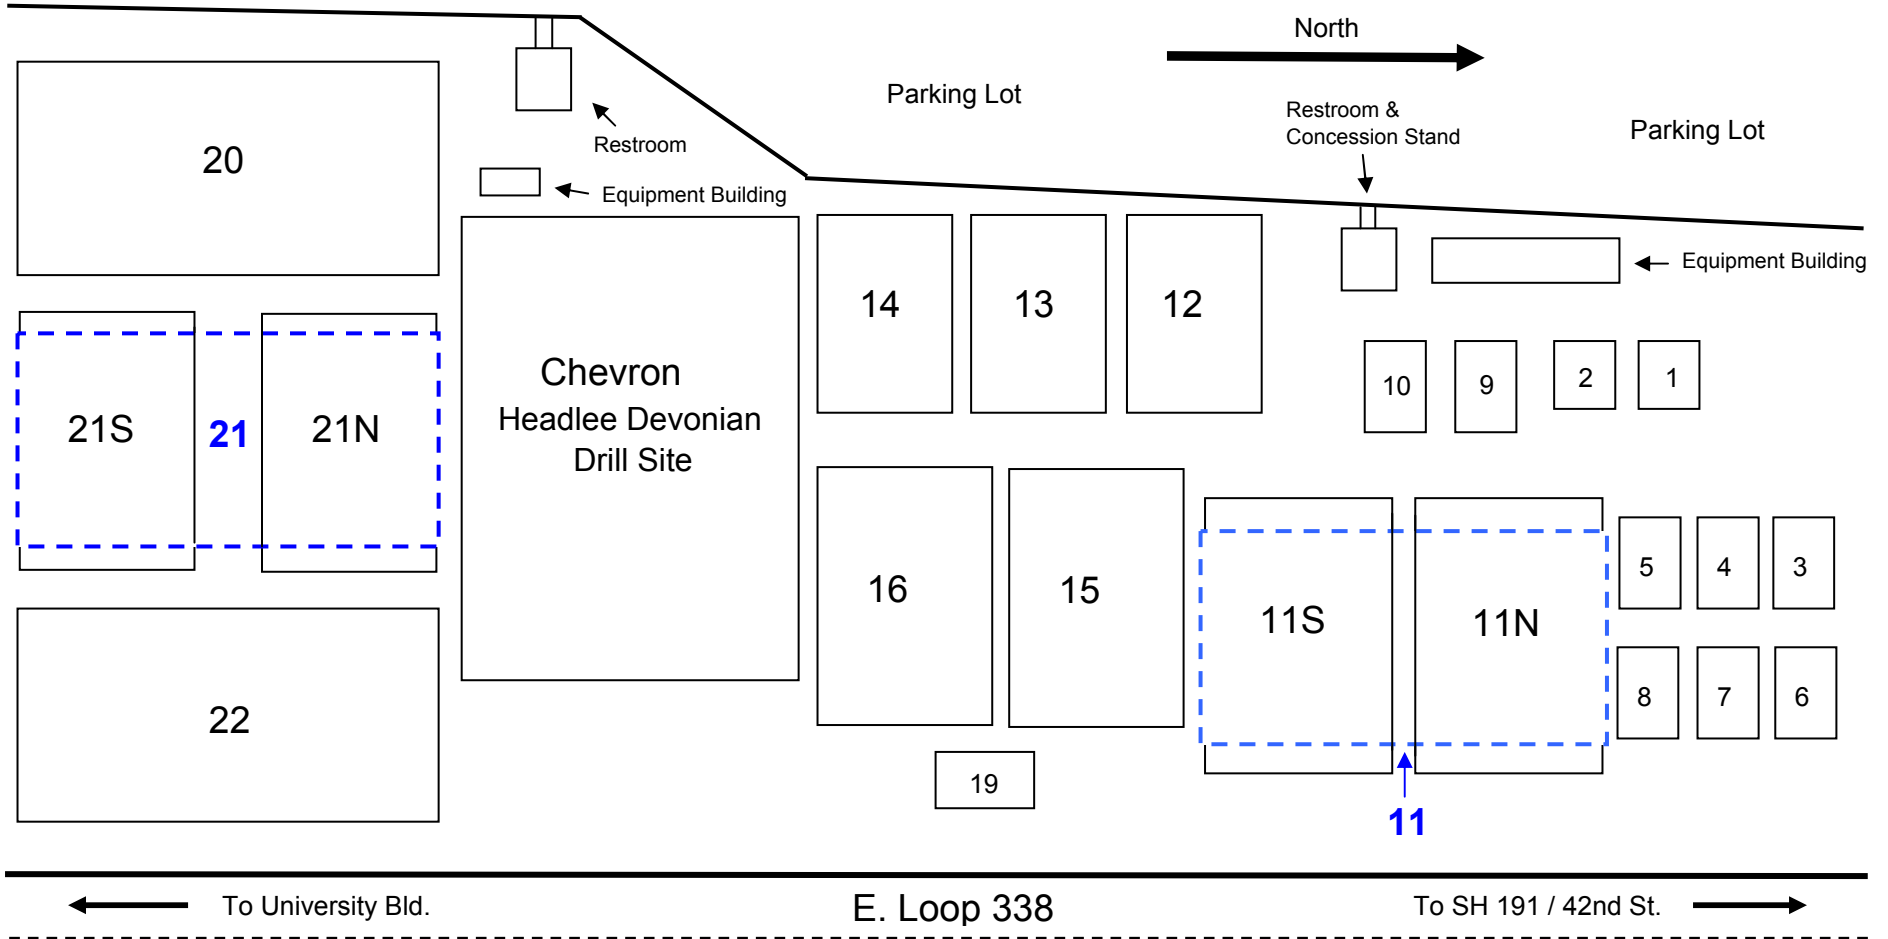 North
Parking Lot
Restroom &
Concession Stand
Parking Lot
Restroom
Equipment Building
20
Equipment Building
14
13
12
Chevron
Headlee Devonian
Drill Site
10
9
2
1
21S
21
21N
16
15
11S
11N
5
4
3
8
7
6
22
19
11
To University Bld.
E. Loop 338
To SH 191 / 42nd St.